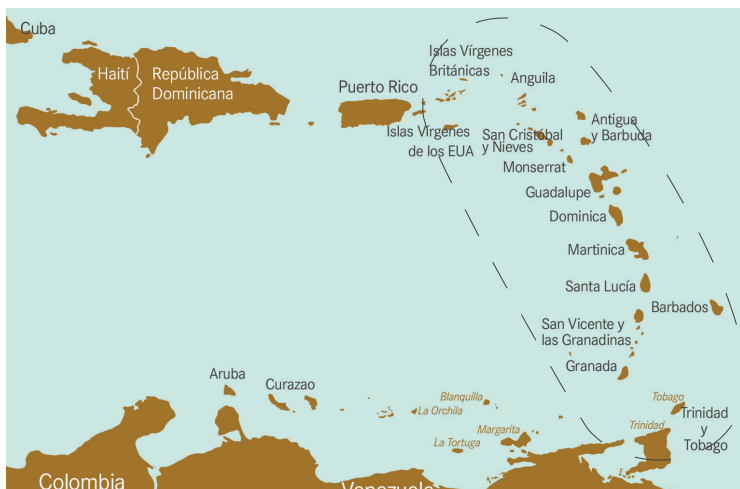 Cuba
Haití
República
Dominicana
Puerto Rico
Islas Vírgenes
Británicas
Anguila
Islas Vírgenes
de los EUA
San Cristóbal
y Nieves
Antigua
y Barbuda
Monserrat
Guadalupe
Dominica
Martinica
Santa Lucía
Barbados
San Vicente y
las Granadinas
Granada
Aruba
Curazao
Blanquilla
La Orchila
Margarita
La Tortuga
Tobago
Trinidad
Trinidad
y
Tobago
Colombia
Venezuela